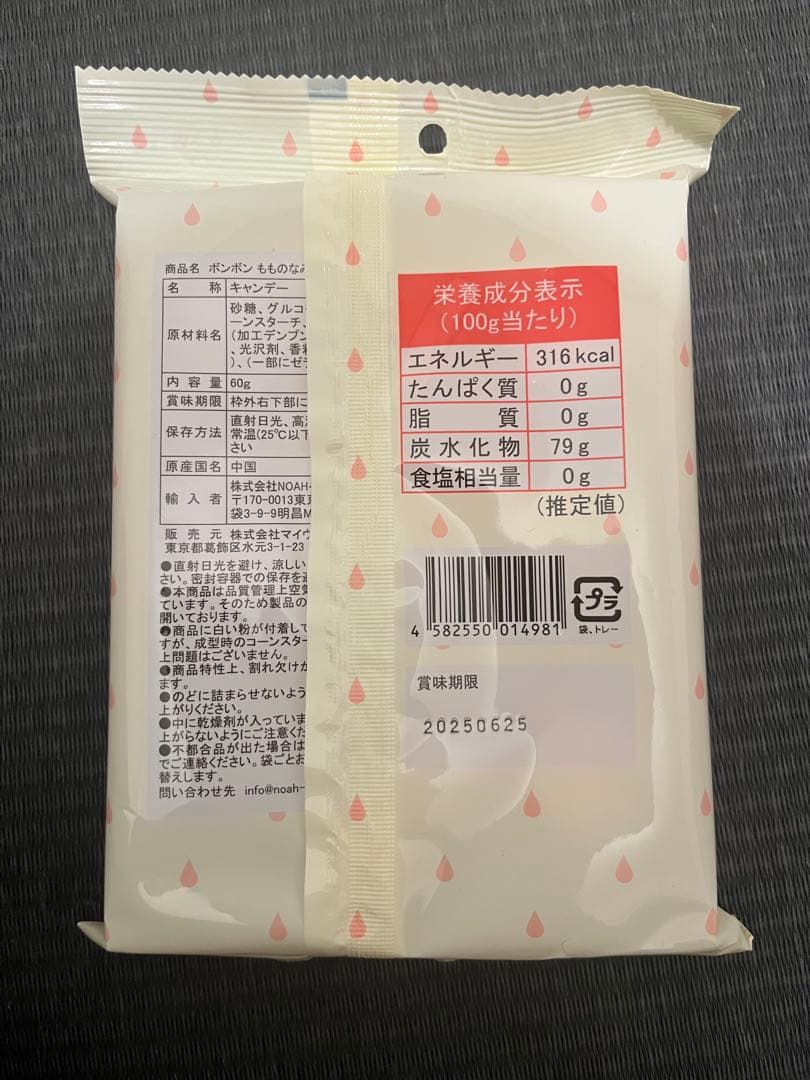 商品名 ボンボン もものなみ
名 称 キャンデー
原材料名 砂糖、グルコ
ーンスターチ、
(加工デンプン
、光沢剤、香料
)、(一部にゼラ
内容量 60g
賞味期限 枠外右下部に
保存方法 直射日光、高温
常温(25℃以下
さい
原産国名 中国
輸入者 株式会社NOAH
〒170-0013東京
袋3-9-9明昌M
販売元 株式会社マイウ
東京都葛飾区水元3-1-23
●直射日光を避け、涼しい
さい。密封容器での保存を
●本商品は品質管理上空気
ています。そのため製品の
開いております。
●商品に白い粉が付着して
すが、成型時のコーンスター
上問題はございません。
●商品特性上、割れ欠けが
ます。
●のどに詰まらせないよう
上がりください。
●中に乾燥剤が入っていま
上がらないようにご注意くだ
●不都合品が出た場合は
でご連絡ください。袋ごとお
替えします。
問い合わせ先 info@noah-
栄養成分表示
(100g当たり)
エネルギー 316kcal
たんぱく質 0g
脂質 0g
炭水化物 79g
食塩相当量 0g
(推定値)
4 582550 014981
プラ
袋、トレー
賞味期限
20250625